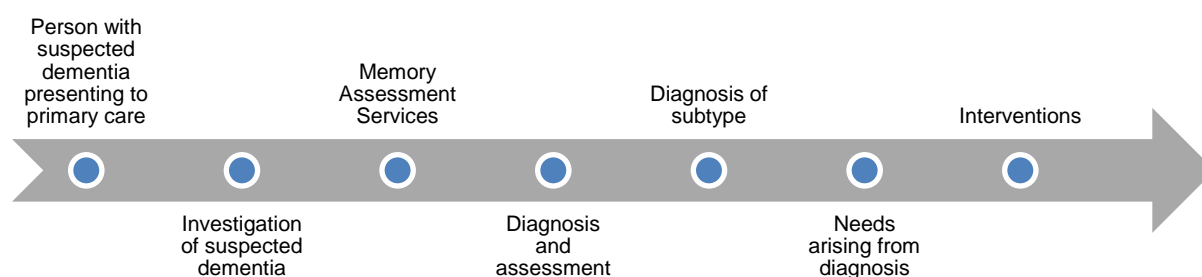 Person with
suspected
dementia
presenting to
primary care
Investigation
of suspected
dementia
Memory
Assessment
Services
Diagnosis
and
assessment
Diagnosis of
subtype
Needs
arising from
diagnosis
Interventions